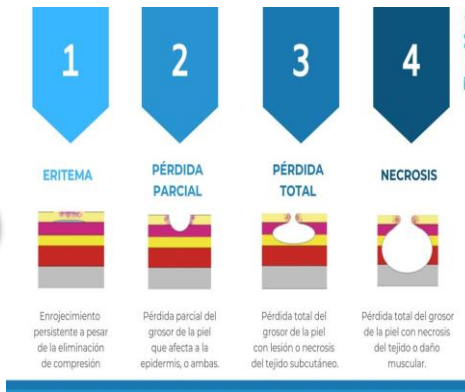 1
2
3
4
ERITEMA
PÉRDIDA
PARCIAL
PÉRDIDA
TOTAL
NECROSIS
Enrojecimiento
persistente a pesar
de la eliminación
de compresión
Pérdida parcial del
grosor de la piel
que afecta a la
epidermis, o ambas.
Pérdida total del
grosor de la piel
con lesión o necrosis
del tejido subcutáneo.
Pérdida total del grosor
de la piel con necrosis
del tejido o daño
muscular.